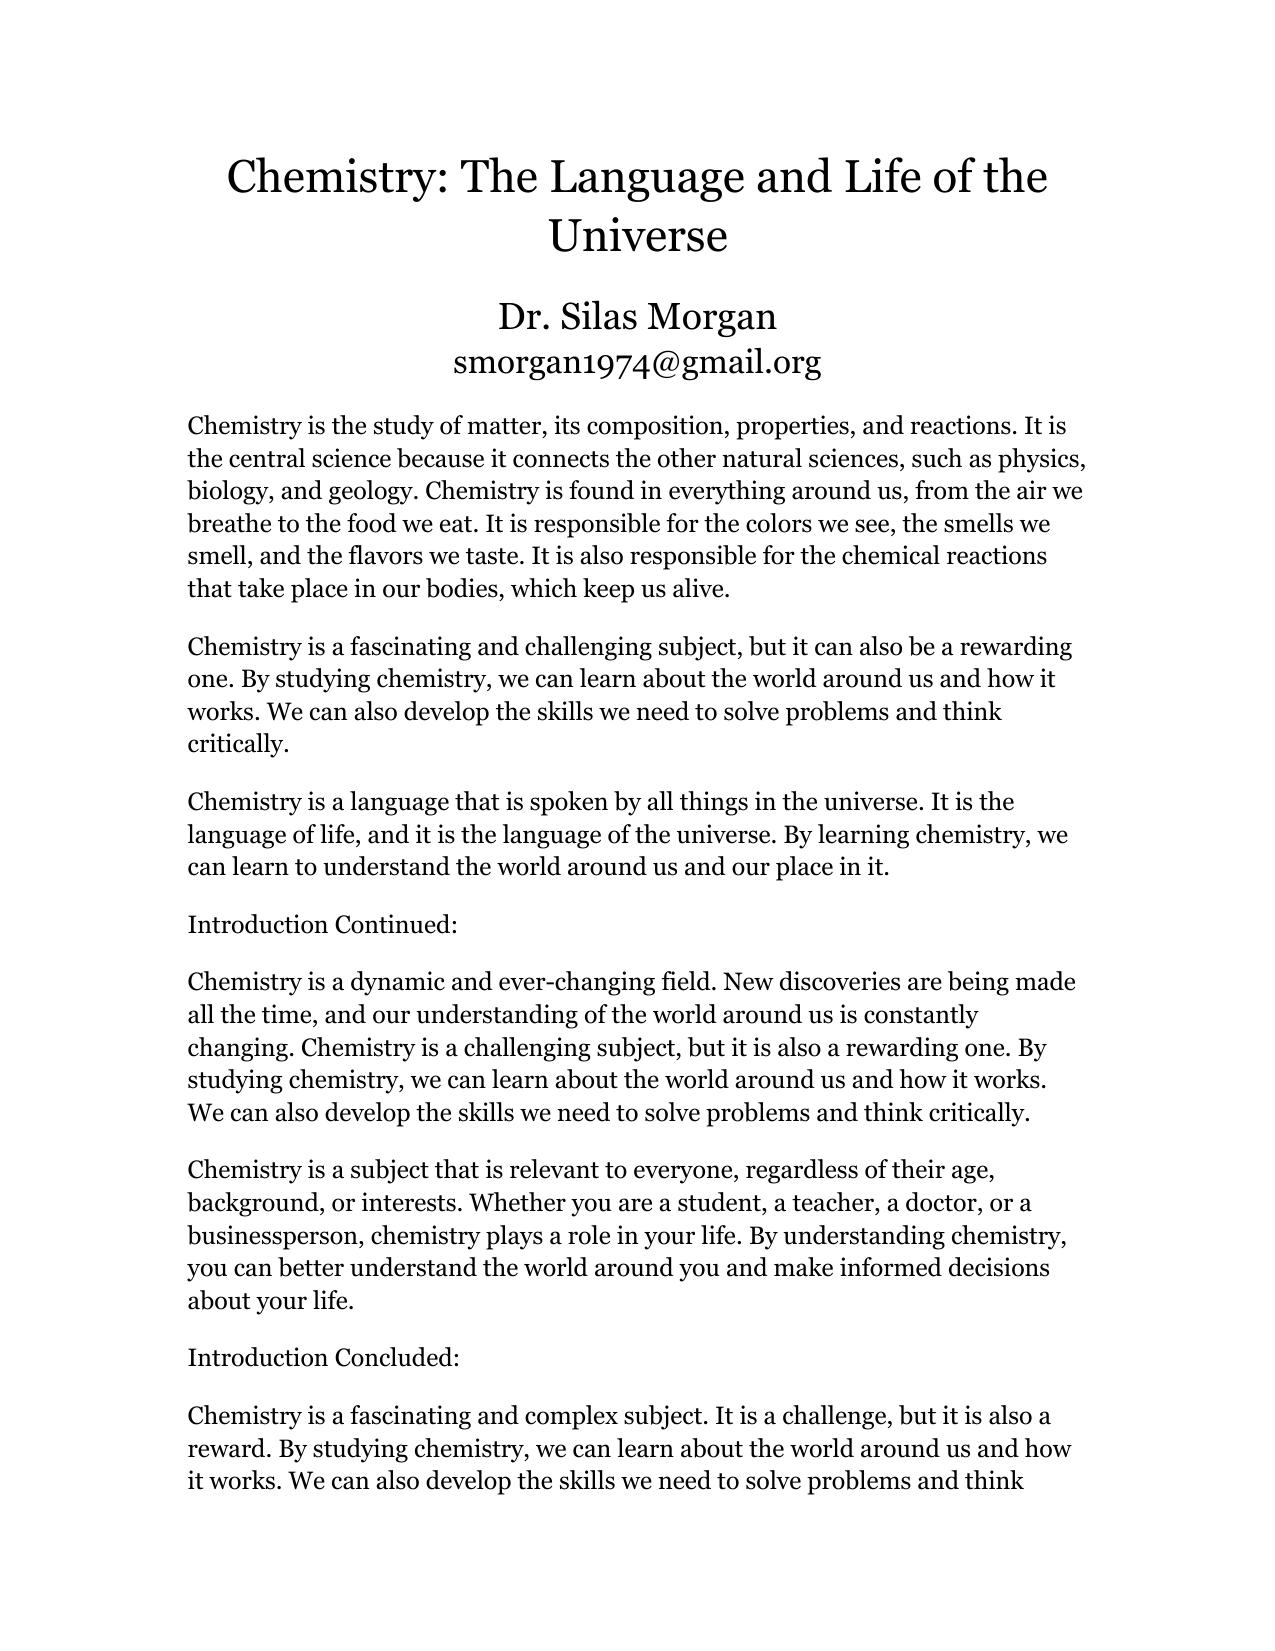 Chemistry: The Language and Life of the
Universe
Dr. Silas Morgan
smorgan1974@gmail.org
Chemistry is the study of matter, its composition, properties, and reactions. It is
the central science because it connects the other natural sciences, such as physics,
biology, and geology. Chemistry is found in everything around us, from the air we
breathe to the food we eat. It is responsible for the colors we see, the smells we
smell, and the flavors we taste. It is also responsible for the chemical reactions
that take place in our bodies, which keep us alive.
Chemistry is a fascinating and challenging subject, but it can also be a rewarding
one. By studying chemistry, we can learn about the world around us and how it
works. We can also develop the skills we need to solve problems and think
critically.
Chemistry is a language that is spoken by all things in the universe. It is the
language of life, and it is the language of the universe. By learning chemistry, we
can learn to understand the world around us and our place in it.
Introduction Continued:
Chemistry is a dynamic and ever-changing field. New discoveries are being made
all the time, and our understanding of the world around us is constantly
changing. Chemistry is a challenging subject, but it is also a rewarding one. By
studying chemistry, we can learn about the world around us and how it works.
We can also develop the skills we need to solve problems and think critically.
Chemistry is a subject that is relevant to everyone, regardless of their age,
background, or interests. Whether you are a student, a teacher, a doctor, or a
businessperson, chemistry plays a role in your life. By understanding chemistry,
you can better understand the world around you and make informed decisions
about your life.
Introduction Concluded:
Chemistry is a fascinating and complex subject. It is a challenge, but it is also a
reward. By studying chemistry, we can learn about the world around us and how
it works. We can also develop the skills we need to solve problems and think